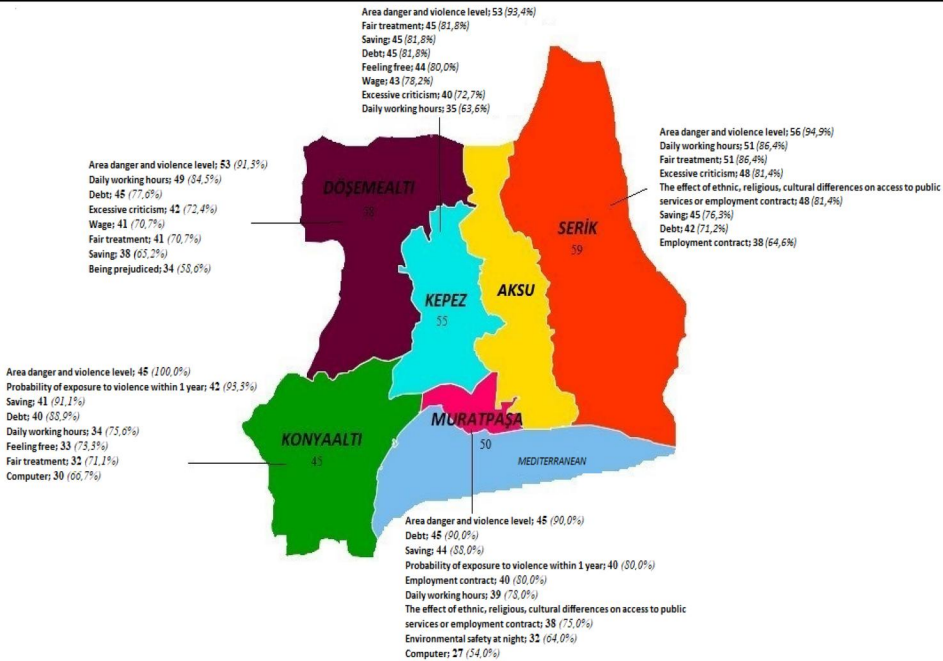 Area danger and violence level; 53 (93,4%)
Fair treatment; 45 (81,8%)
Saving; 45 (81,8%)
Debt; 45 (81,8%)
Feeling free; 44 (80,0%)
Wage; 43 (78,2%)
Excessive criticism; 40 (72,7%)
Daily working hours; 35 (63,6%)
Area danger and violence level; 56 (94,9%)
Daily working hours; 51 (86,4%)
Fair treatment; 51 (86,4%)
Excessive criticism; 48 (81,4%)
The effect of ethnic, religious, cultural differences on access to public
services or employment contract; 48 (81,4%)
Saving; 45 (76,3%)
Debt; 42 (71,2%)
Employment contract; 38 (64,6%)
Area danger and violence level; 53 (91,3%)
Daily working hours; 49 (84,5%)
Debt; 45 (77,6%)
Excessive criticism; 42 (72,4%)
Wage; 41 (70,7%)
Fair treatment; 41 (70,7%)
Saving; 38 (65,2%)
Being prejudiced; 34 (58,6%)
DÖŞEMEALTI
58
SERİK
59
KEPEZ
55
AKSU
Area danger and violence level; 45 (100,0%)
Probability of exposure to violence within 1 year; 42 (93,3%)
Saving; 41 (91,1%)
Debt; 40 (88,9%)
Daily working hours; 34 (75,6%)
Feeling free; 33 (73,3%)
Fair treatment; 32 (71,1%)
Computer; 30 (66,7%)
KONYAALTI
45
MURATPAŞA
50
MEDITERRANEAN
Area danger and violence level; 45 (90,0%)
Debt; 45 (90,0%)
Saving; 44 (88,0%)
Probability of exposure to violence within 1 year; 40 (80,0%)
Employment contract; 40 (80,0%)
Daily working hours; 39 (78,0%)
The effect of ethnic, religious, cultural differences on access to public
services or employment contract; 38 (75,0%)
Environmental safety at night; 32 (64,0%)
Computer; 27 (54,0%)